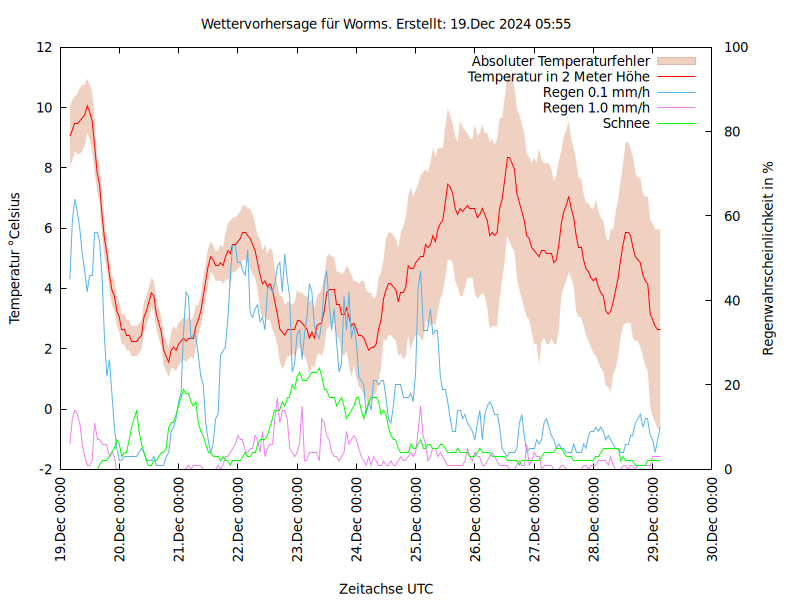 Wettervorhersage für Worms. Erstellt: 19.Dec 2024 05:55
Absoluter Temperaturfehler
Temperatur in 2 Meter Höhe
Regen 0.1 mm/h
Regen 1.0 mm/h
Schnee
Temperatur °Celsius
12
10
8
6
4
2
0
-2
Regenwahrscheinlichkeit in %
100
80
60
40
20
0
19.Dec 00:00
20.Dec 00:00
21.Dec 00:00
22.Dec 00:00
23.Dec 00:00
24.Dec 00:00
25.Dec 00:00
26.Dec 00:00
27.Dec 00:00
28.Dec 00:00
29.Dec 00:00
30.Dec 00:00
Zeitachse UTC